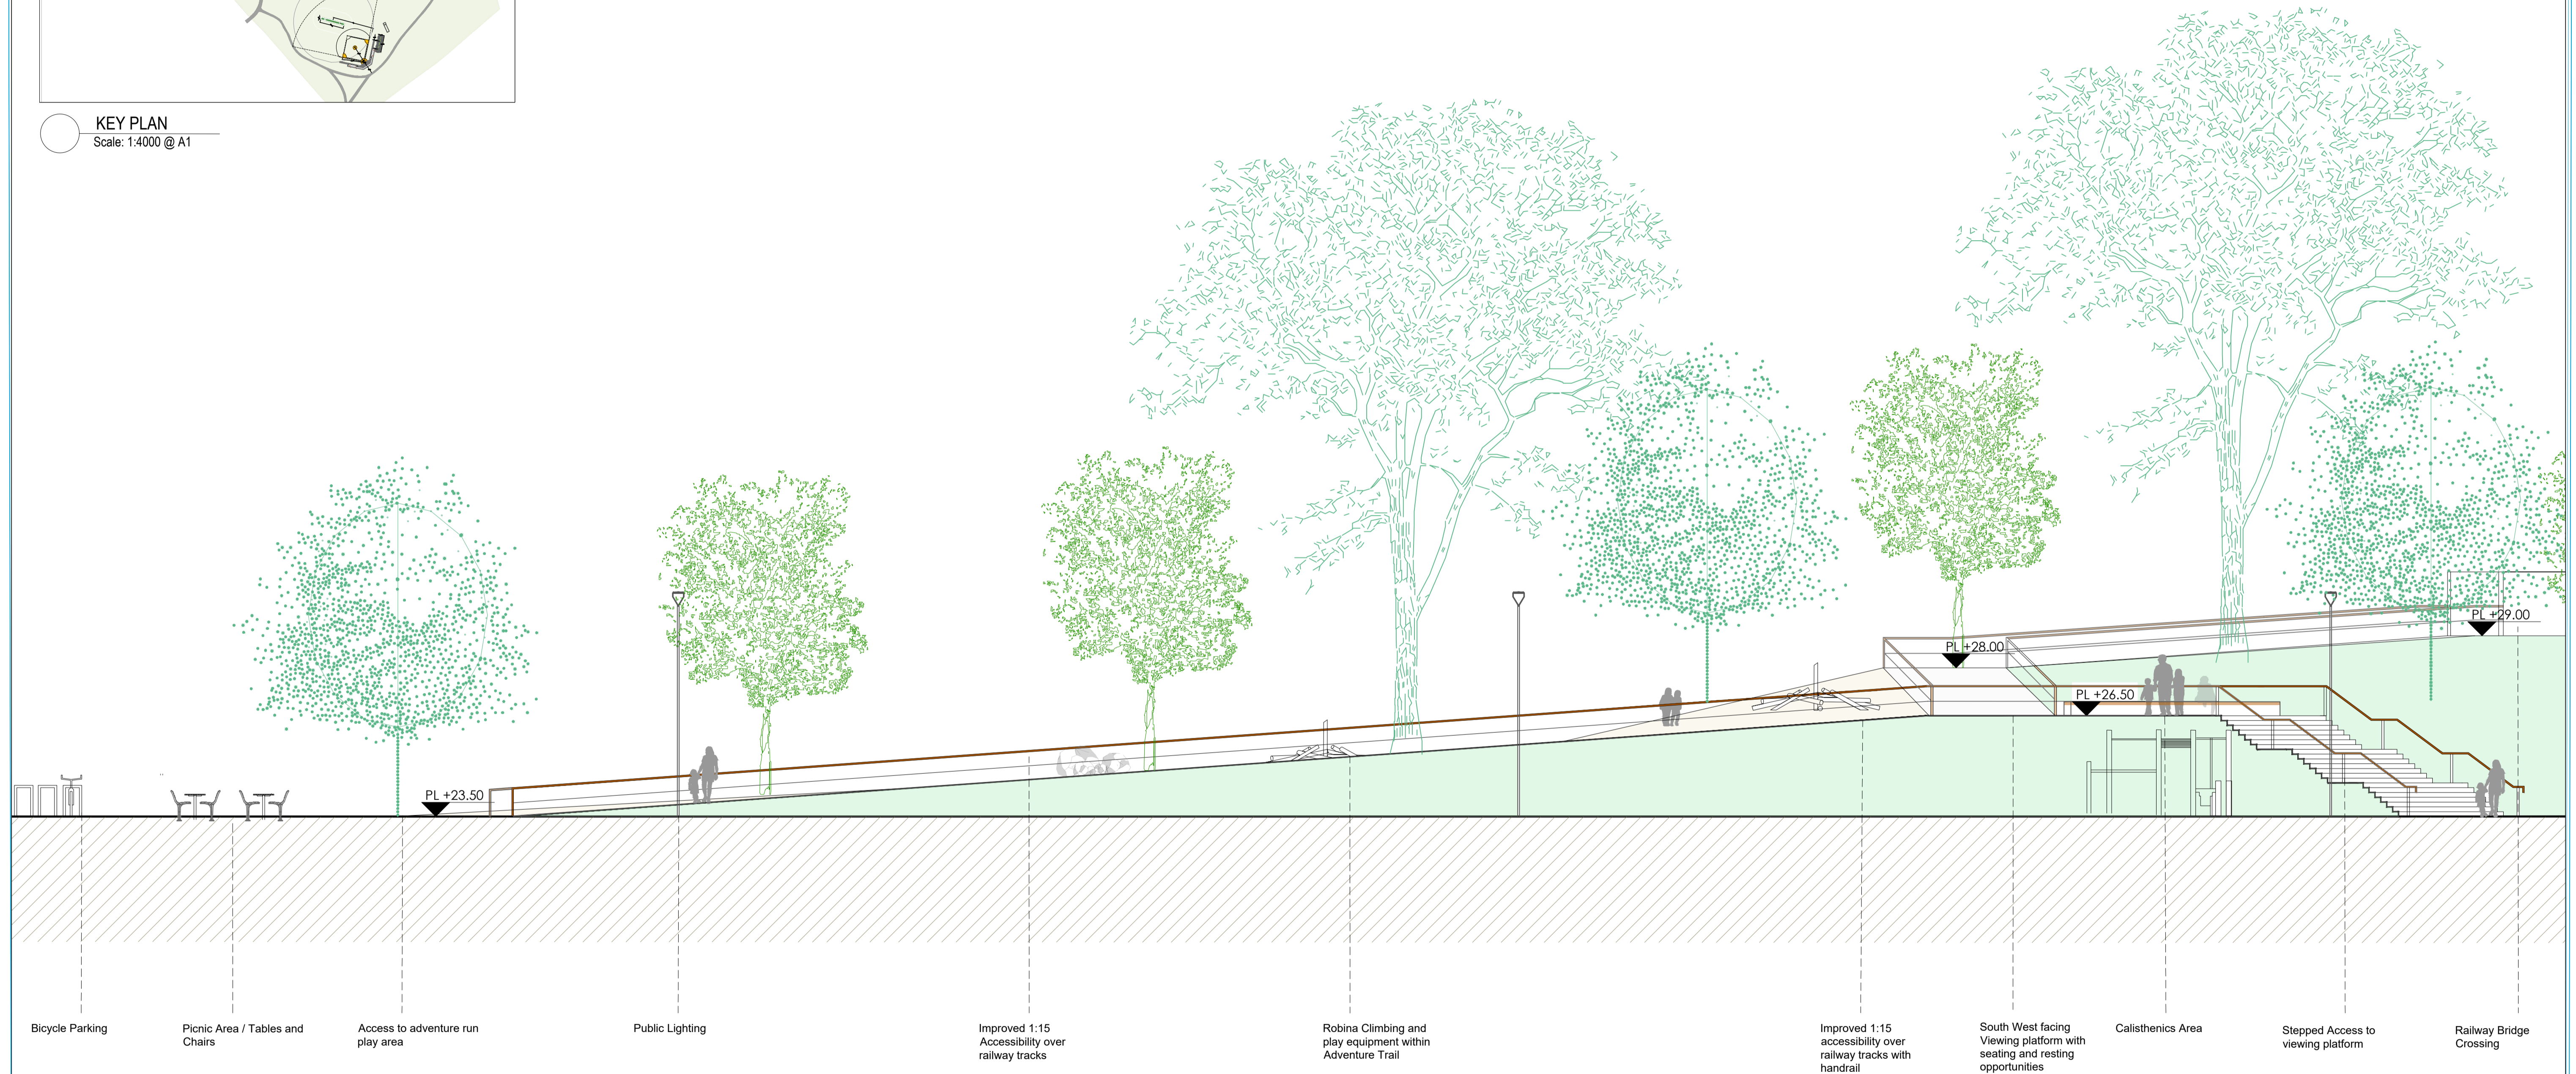 KEY PLAN
Scale: 1:4000 @ A1
PL +29.00
PL +28.00
PL +26.50
PL +23.50
Bicycle Parking
Picnic Area / Tables and
Chairs
Access to adventure run
play area
Public Lighting
Improved 1:15
Accessibility over
railway tracks
Robina Climbing and
play equipment within
Adventure Trail
Improved 1:15
accessibility over
railway tracks with
handrail
South West facing
Viewing platform with
seating and resting
opportunities
Calisthenics Area
Stepped Access to
viewing platform
Railway Bridge
Crossing